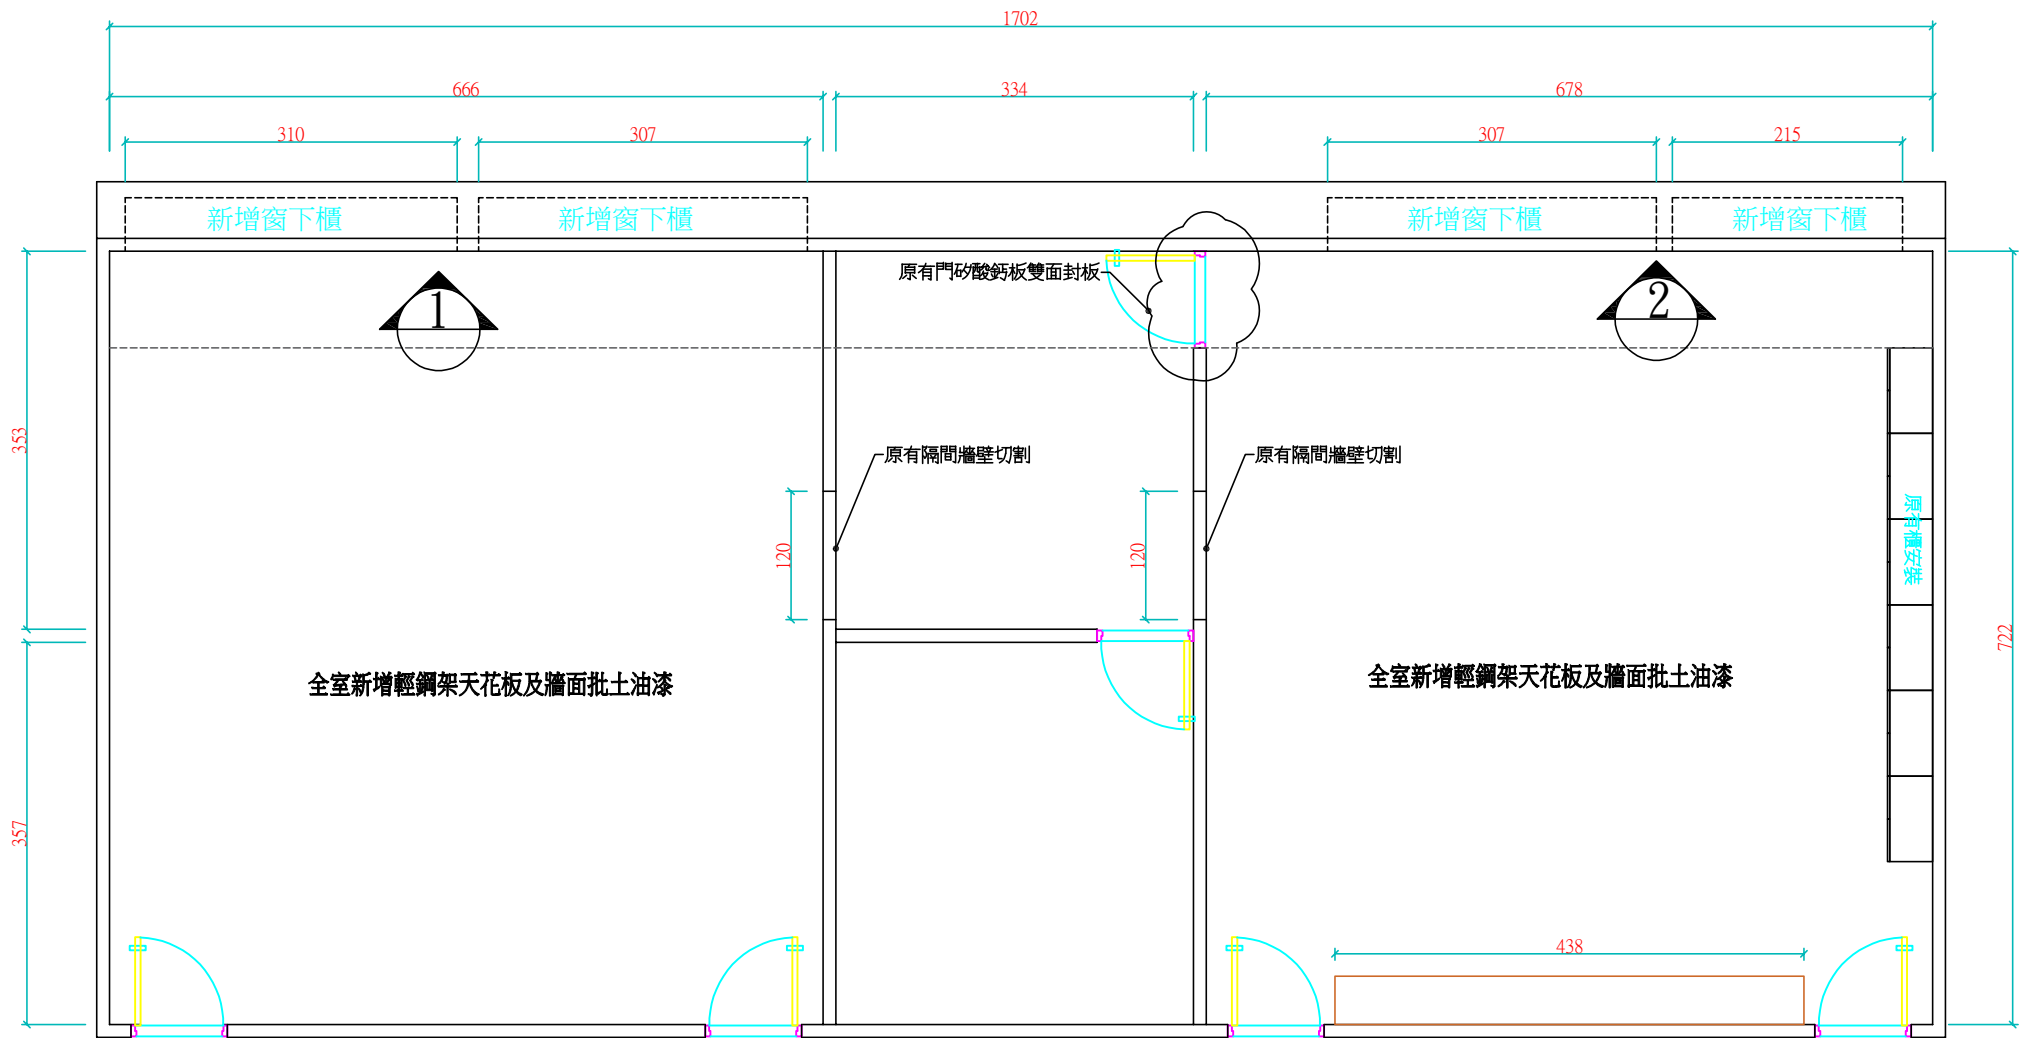 1702
666
334
678
310
307
307
215
新增窗下櫃
新增窗下櫃
新增窗下櫃
新增窗下櫃
原有門矽酸鈣板雙面封板
1
2
353
原有隔間牆壁切割
原有隔間牆壁切割
原有櫃安裝
120
120
722
全室新增輕鋼架天花板及牆面批土油漆
全室新增輕鋼架天花板及牆面批土油漆
357
438